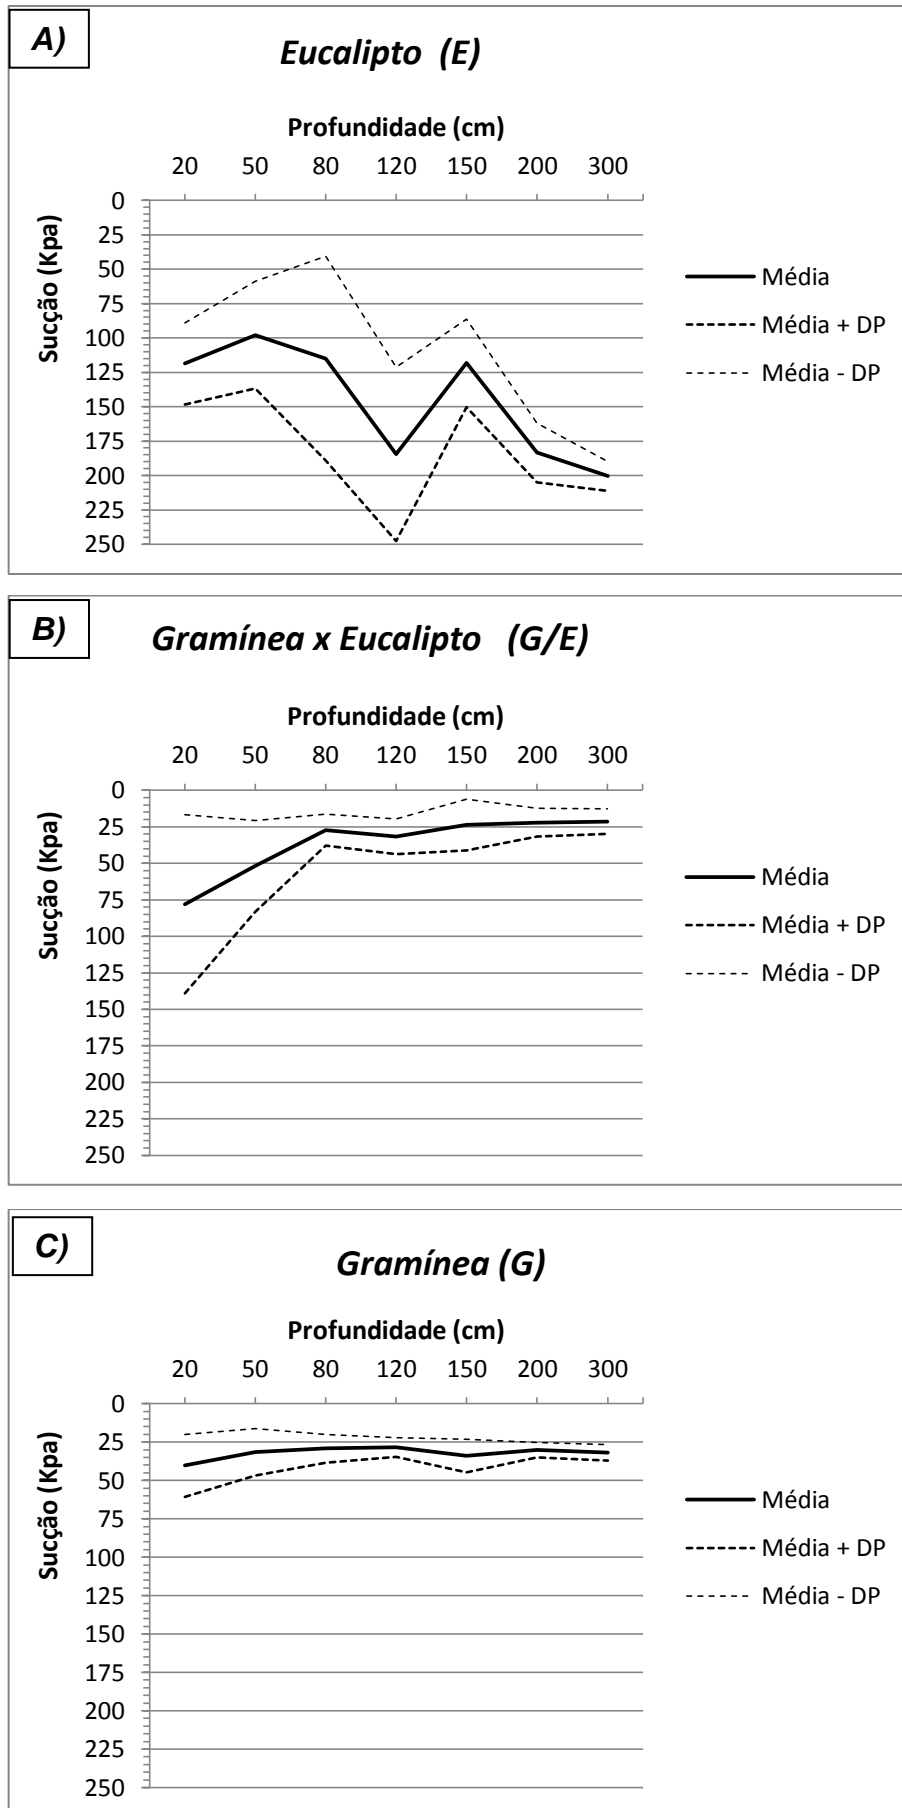 A)
Eucalipto (E)
Profundidade (cm)
20 50 80 120 150 200 300
Sucção (Kpa)
0
25
50
75
100
125
150
175
200
225
250
Média
Média + DP
Média - DP
B)
Gramínea x Eucalipto (G/E)
Profundidade (cm)
20 50 80 120 150 200 300
Sucção (Kpa)
0
25
50
75
100
125
150
175
200
225
250
Média
Média + DP
Média - DP
C)
Gramínea (G)
Profundidade (cm)
20 50 80 120 150 200 300
Sucção (Kpa)
0
25
50
75
100
125
150
175
200
225
250
Média
Média + DP
Média - DP